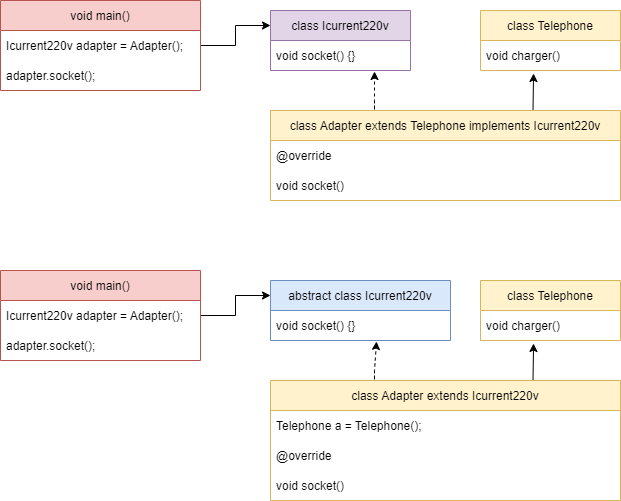 void main()
Icurrent220v adapter = Adapter();
adapter.socket();
class Icurrent220v
void socket() {}
class Telephone
void charger()
class Adapter extends Telephone implements Icurrent220v
@override
void socket()
void main()
Icurrent220v adapter = Adapter();
adapter.socket();
abstract class Icurrent220v
void socket() {}
class Telephone
void charger()
class Adapter extends Icurrent220v
Telephone a = Telephone();
@override
void socket()